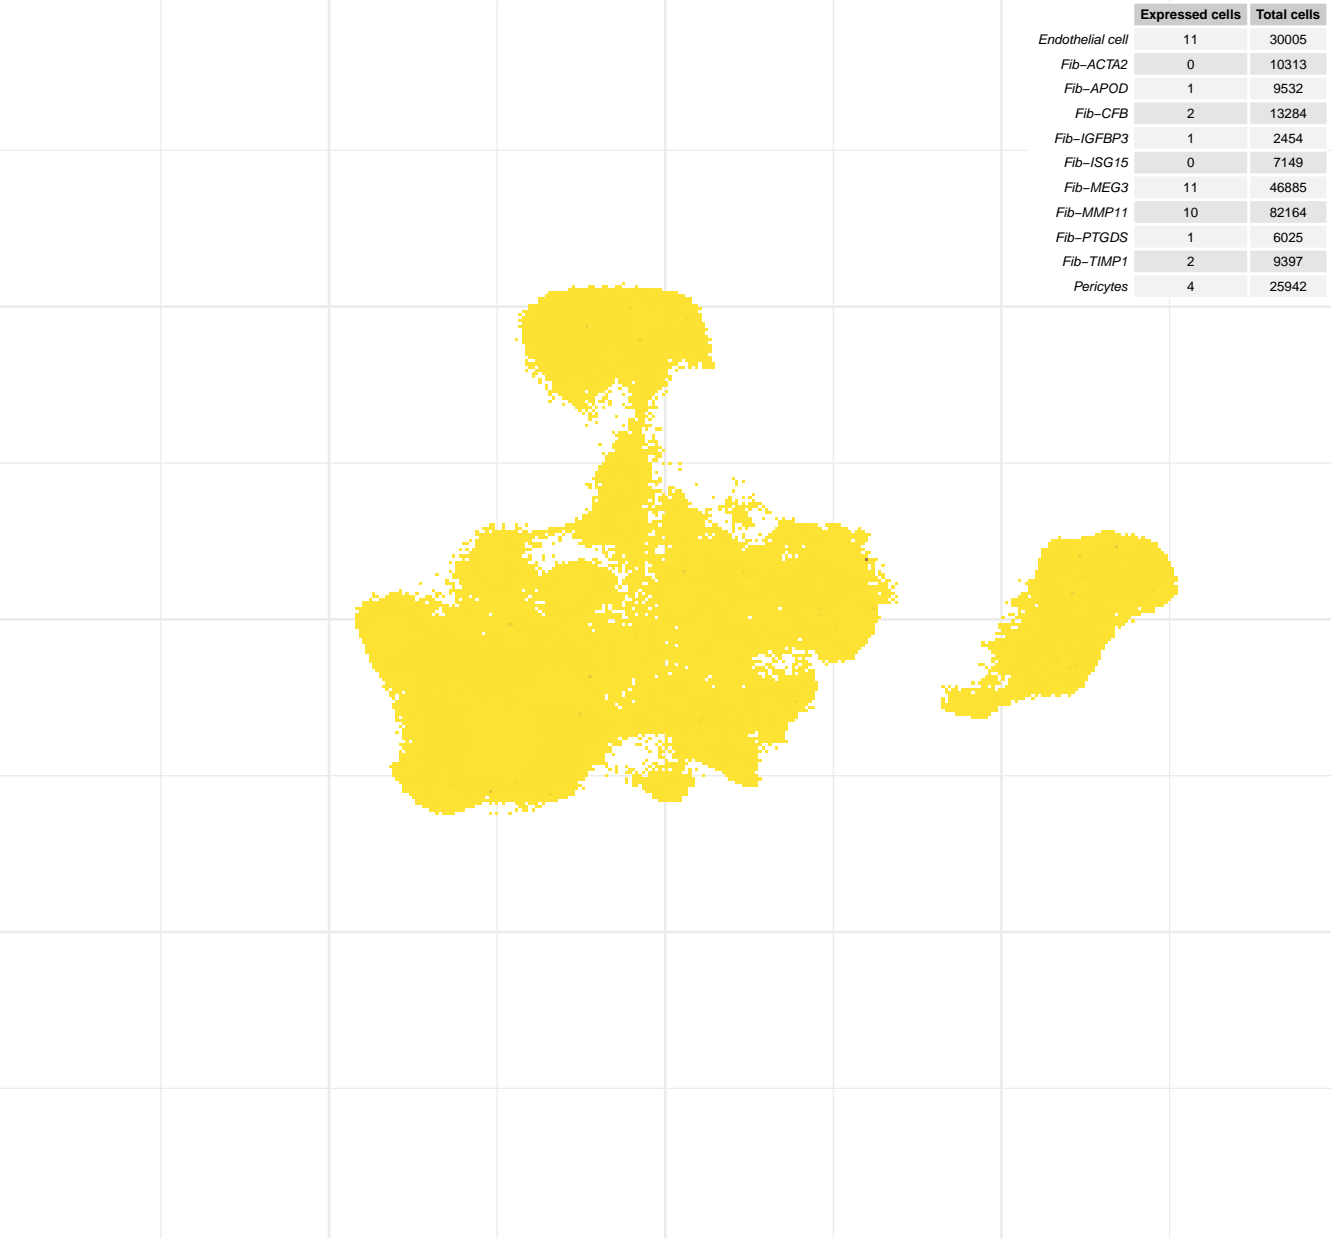 Expressed cells Total cells
Endothelial cell 11 30005
Fib−ACTA2 0 10313
Fib−APOD 1 9532
Fib−CFB 2 13284
Fib−IGFBP3 1 2454
Fib−ISG15 0 7149
Fib−MEG3 11 46885
Fib−MMP11 10 82164
Fib−PTGDS 1 6025
Fib−TIMP1 2 9397
Pericytes 4 25942